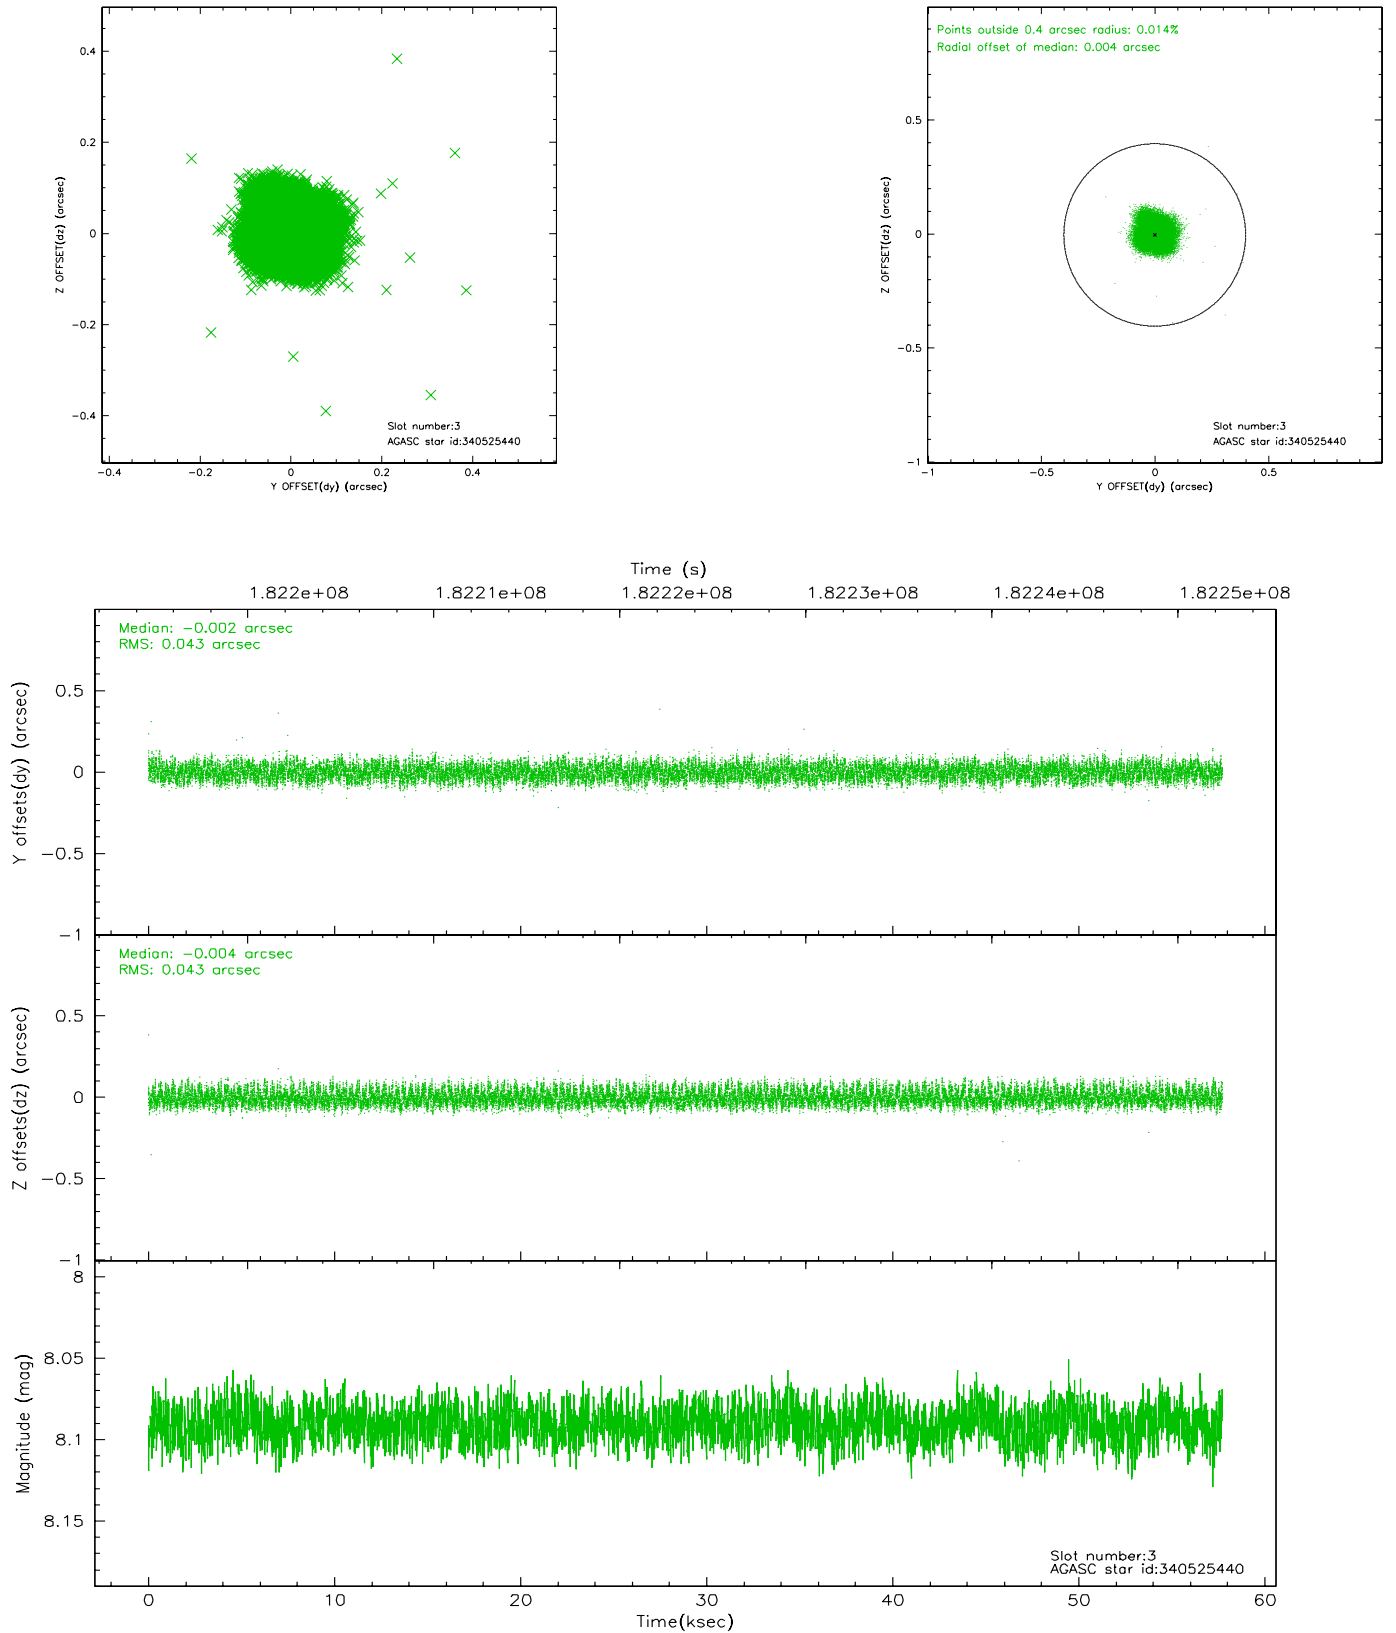 0.4
0.2
0
-0.2
-0.4
Z OFFSET(dz) (arcsec)
-0.4 -0.2 0 0.2 0.4
Y OFFSET(dy) (arcsec)
Slot number:3
AGASC star id:340525440
Points outside 0.4 arcsec radius: 0.014%
Radial offset of median: 0.004 arcsec
0.5
0
-0.5
-1
Z OFFSET(dz) (arcsec)
-1 -0.5 0 0.5
Y OFFSET(dy) (arcsec)
Slot number:3
AGASC star id:340525440
Time (s)
1.822e+08 1.8221e+08 1.8222e+08 1.8223e+08 1.8224e+08 1.8225e+08
Median: -0.002 arcsec
RMS: 0.043 arcsec
0.5
0
-0.5
-1
Y offsets(dy) (arcsec)
Median: -0.004 arcsec
RMS: 0.043 arcsec
0.5
0
-0.5
-1
Z offsets(dz) (arcsec)
8
8.05
8.1
8.15
Magnitude (mag)
Slot number:3
AGASC star id:340525440
0 10 20 30 40 50 60
Time(ksec)